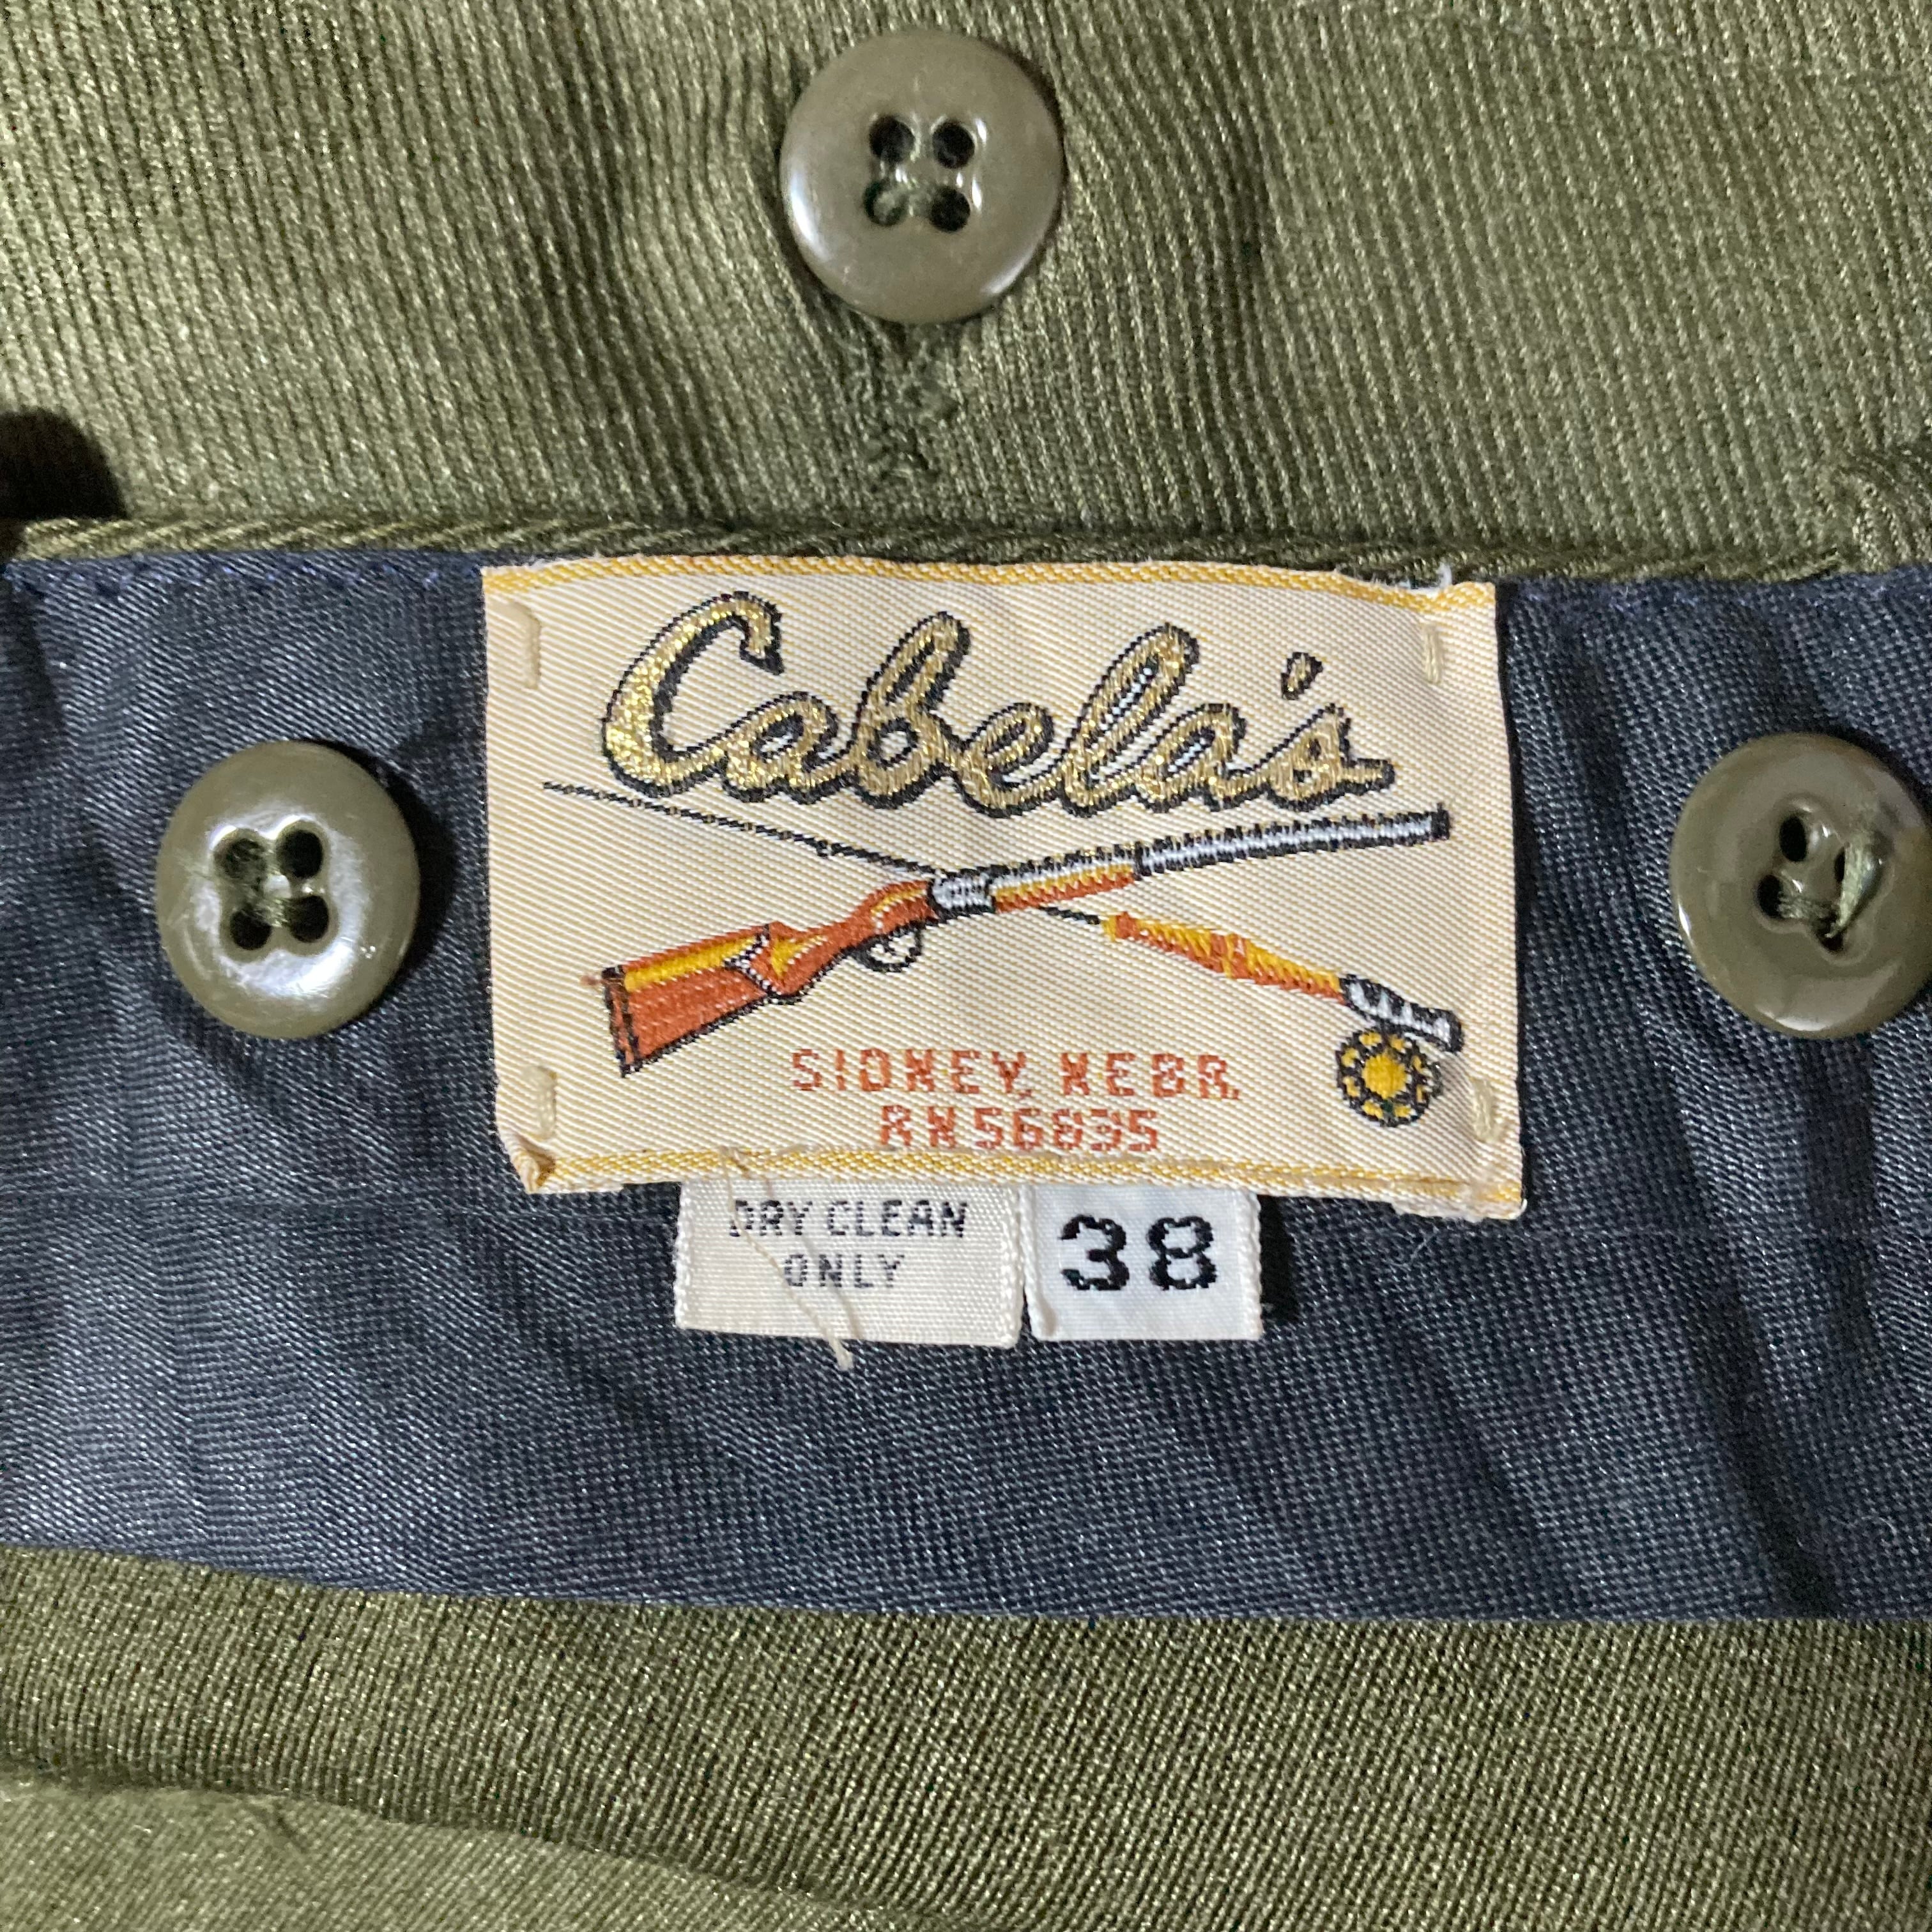 Cabela's
SIDNEY, NEBR.
RN56835
DRY CLEAN
ONLY
38